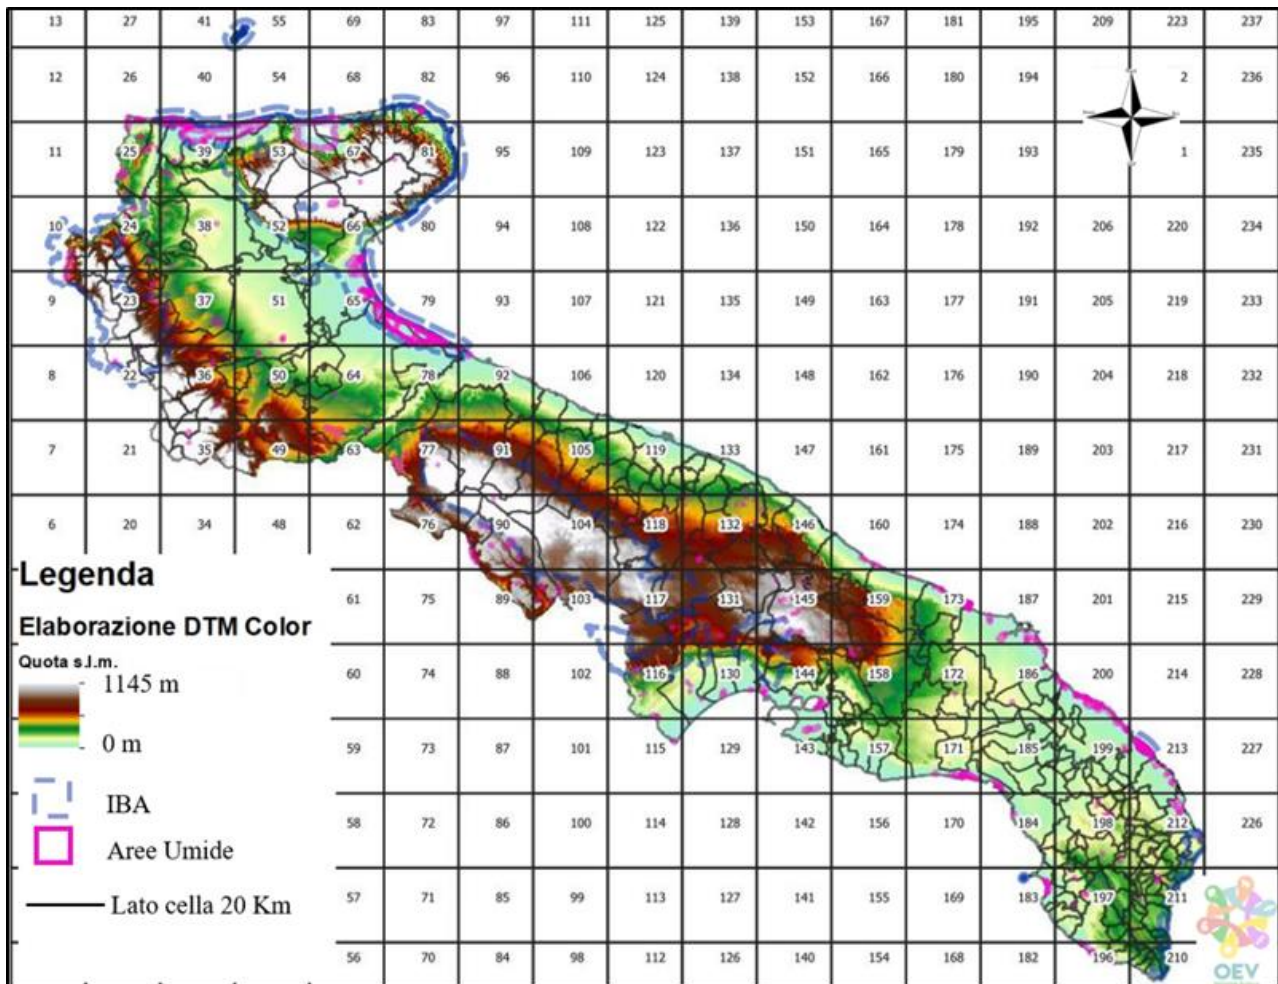 13 27 41 55 69 83 97 111 125 139 153 167 181 195 209 223 237
12 26 40 54 68 82 96 110 124 138 152 166 180 194 2 236
11 25 39 53 67 81 95 109 123 137 151 165 179 193 1 235
10 24 38 52 66 80 94 108 122 136 150 164 178 192 206 220 234
9 23 37 51 65 79 93 107 121 135 149 163 177 191 205 219 233
8 22 36 50 64 78 92 106 120 134 148 162 176 190 204 218 232
7 21 35 49 63 77 91 105 119 133 147 161 175 189 203 217 231
6 20 34 48 62 76 90 104 118 132 146 160 174 188 202 216 230
61 75 89 103 117 131 145 159 173 187 201 215 229
60 74 88 102 116 130 144 158 172 186 200 214 228
59 73 87 101 115 129 143 157 171 185 199 213 227
58 72 86 100 114 128 142 156 170 184 198 212 226
57 71 85 99 113 127 141 155 169 183 197 211
56 70 84 98 112 126 140 154 168 182 196 210
Legenda
Elaborazione DTM Color
Quota s.l.m.
1145 m
0 m
IBA
Aree Umide
Lato cella 20 Km
OEV